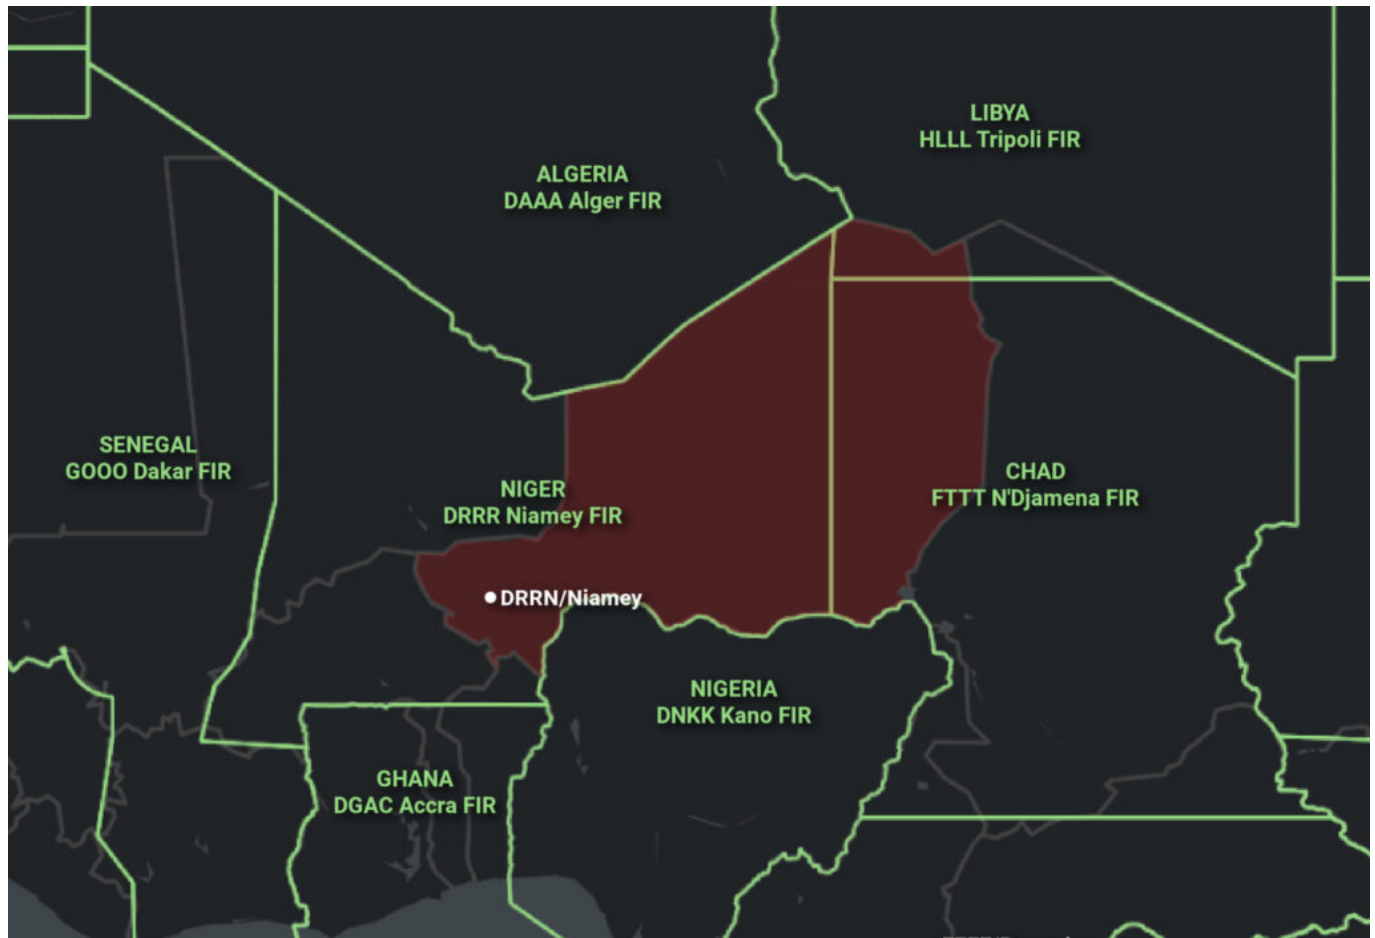 LIBYA
HLLL Tripoli FIR
ALGERIA
DAAA Alger FIR
SENEGAL
GOOO Dakar FIR
NIGER
DRRR Niamey FIR
CHAD
FTTT N'Djamena FIR
DRRN/Niamey
NIGERIA
DNKK Kano FIR
GHANA
DGAC Accra FIR